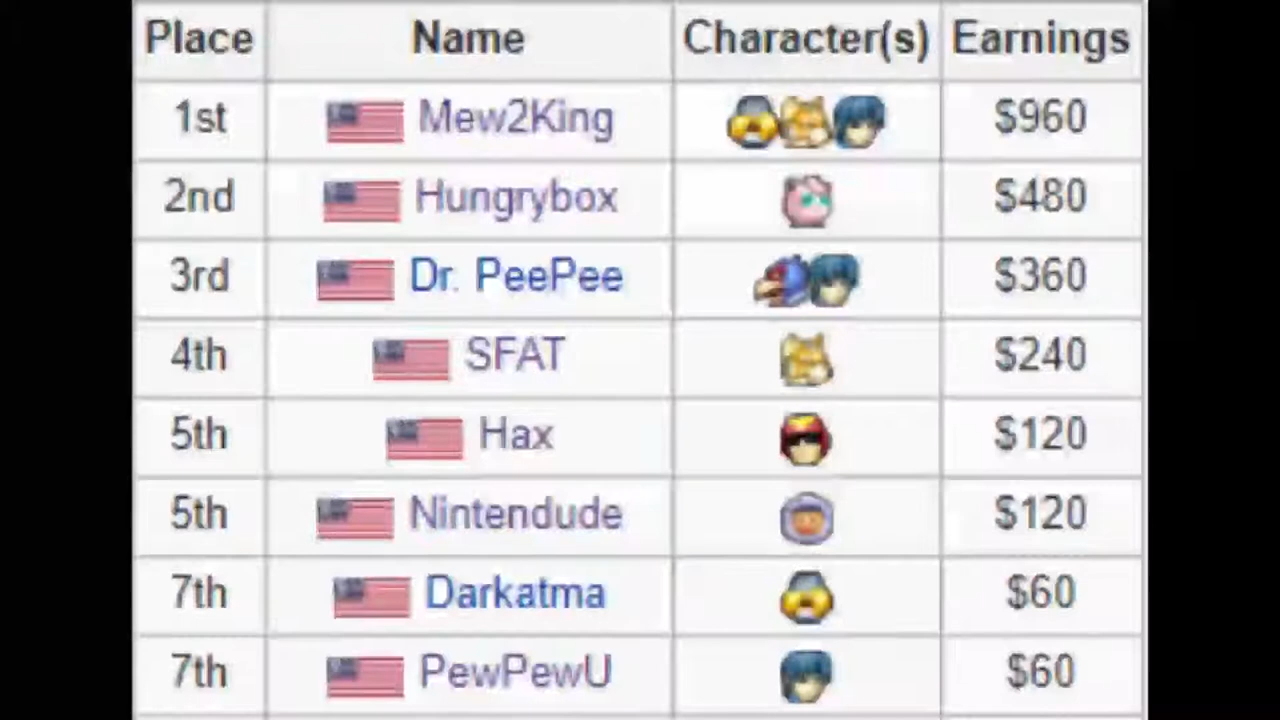 Place Name Character(s) Earnings
1st Mew2King $960
2nd Hungrybox $480
3rd Dr. PeePee $360
4th SFAT $240
5th Hax $120
5th Nintendude $120
7th Darkatma $60
7th PewPewU $60